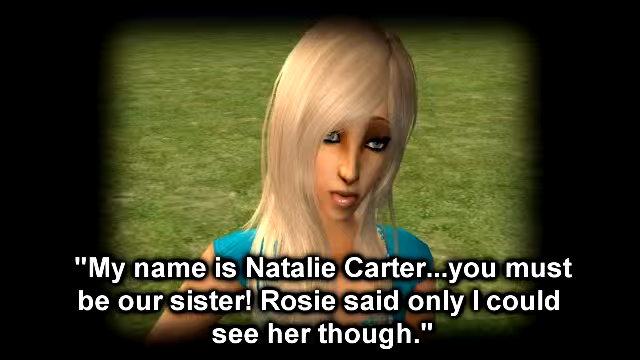 "My name is Natalie Carter...you must
be our sister! Rosie said only I could
see her though."